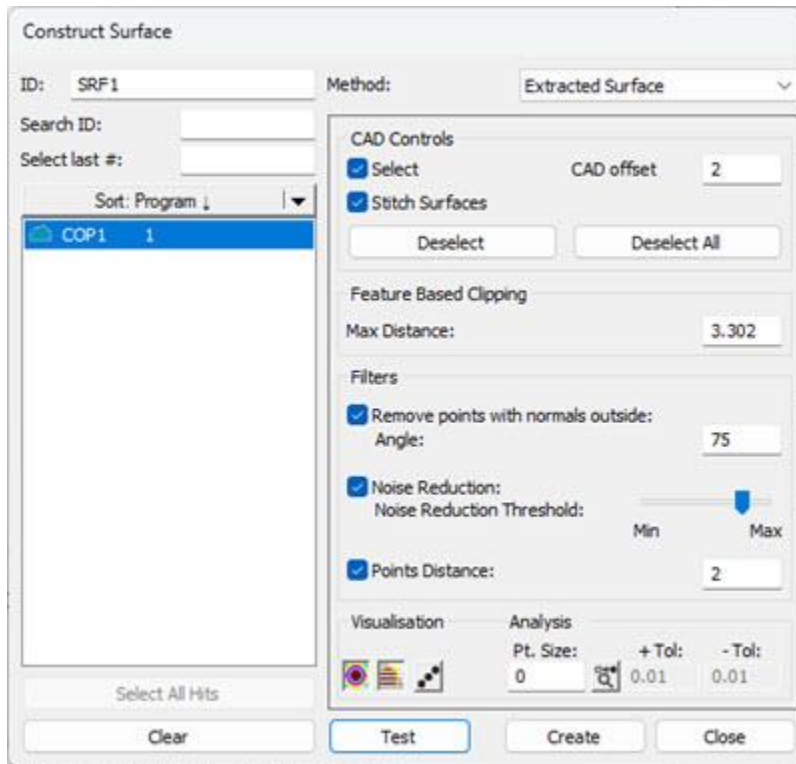 Construct Surface
ID: SRF1
Method: Extracted Surface
Search ID:
Select last #:
Sort: Program ↓
COP1 1
Select All Hits
Clear
CAD Controls
Select CAD offset 2
Stitch Surfaces
Deselect Deselect All
Feature Based Clipping
Max Distance: 3.302
Filters
Remove points with normals outside:
Angle: 75
Noise Reduction:
Noise Reduction Threshold:
Min Max
Points Distance: 2
Visualisation Analysis
Pt. Size: + Tol: - Tol:
0 0.01 0.01
Test Create Close